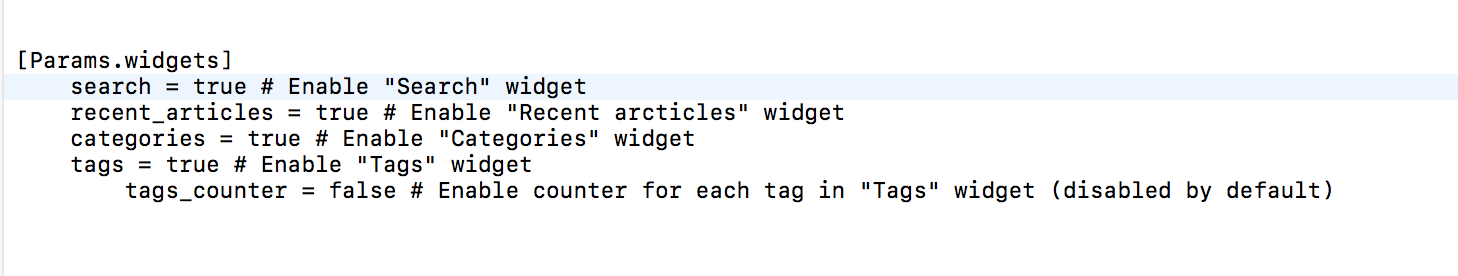 [Params.widgets]
    search = true # Enable "Search" widget
    recent_articles = true # Enable "Recent arcticles" widget
    categories = true # Enable "Categories" widget
    tags = true # Enable "Tags" widget
        tags_counter = false # Enable counter for each tag in "Tags" widget (disabled by default)